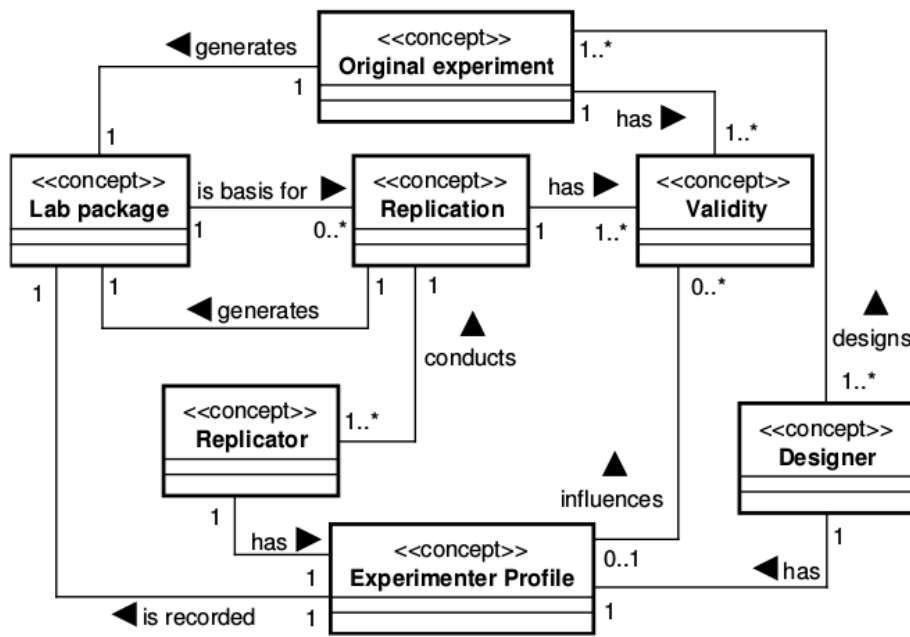 <<concept>>
Original experiment
◄ generates
1
1..*
1
has ►
1
1..*
<<concept>>
Lab package
is basis for ►
1
0..*
<<concept>>
Replication
has ►
1
1..*
<<concept>>
Validity
1
1
◄ generates
1
1
▲
conducts
0..*
▲
designs
1..*
<<concept>>
Replicator
1..*
<<concept>>
Designer
▲
influences
1
has ►
1
<<concept>>
Experimenter Profile
0..1
1
◄ has
1
◄ is recorded
1